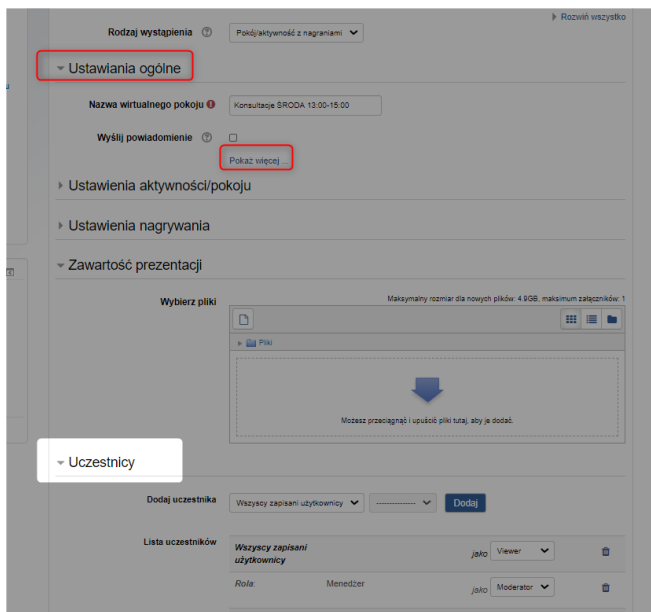 Rozwiń wszystko
Rodzaj wystąpienia Pokój/aktywność z nagraniami
Ustawiania ogólne
Nazwa wirtualnego pokoju Konsultacje ŚRODA 13:00-15:00
Wyślij powiadomienie
Pokaż więcej ...
Ustawienia aktywności/pokoju
Ustawienia nagrywania
Zawartość prezentacji
Wybierz pliki Maksymalny rozmiar dla nowych plików: 4.9GB, maksimum załączników: 1
Pliki
Możesz przeciągnąć i upuścić pliki tutaj, aby je dodać.
Uczestnicy
Dodaj uczestnika Wszyscy zapisani użytkownicy --------------- Dodaj
Lista uczestników Wszyscy zapisani użytkownicy jako Viewer
Rola: Menedżer jako Moderator